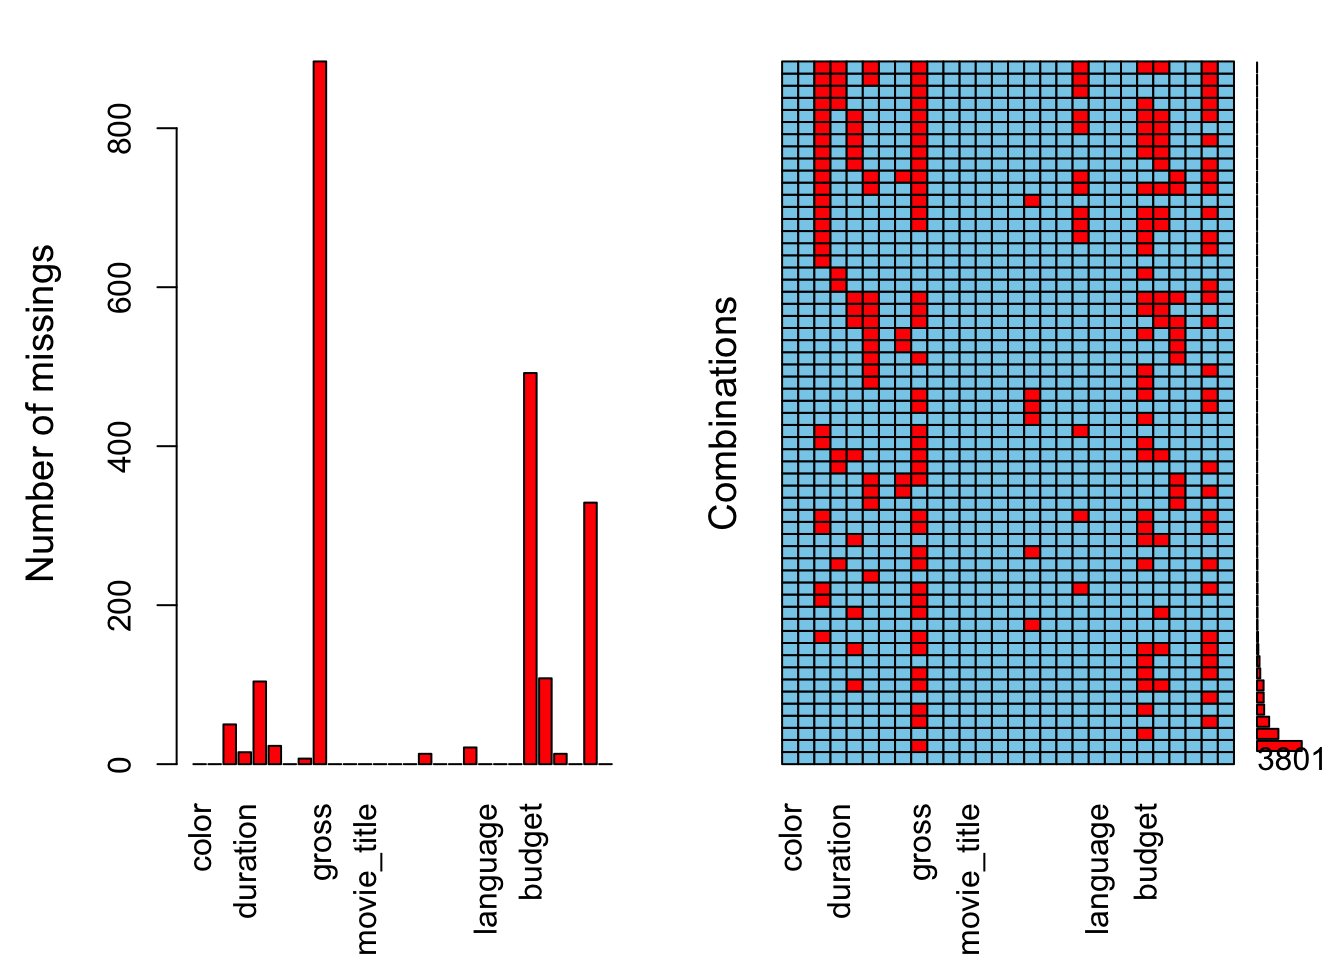 Number of missings
800
600
400
200
0
color
duration
gross
movie_title
language
budget
Combinations
color
duration
gross
movie_title
language
budget
3801